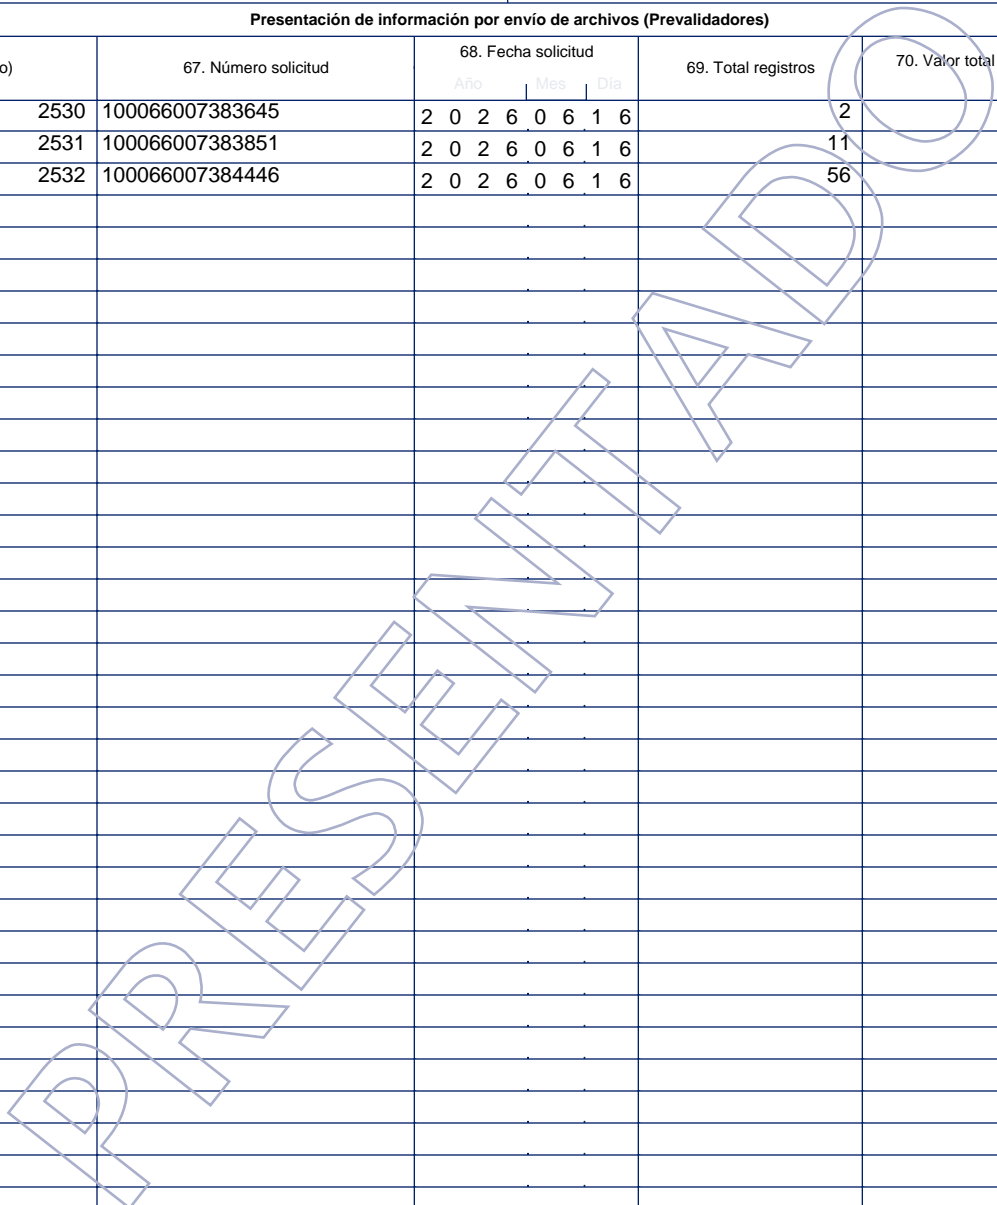 Presentación de información por envío de archivos (Prevalidadores)
o) 67. Número solicitud 68. Fecha solicitud 69. Total registros 70. Valor total
Año Mes Día
2530 100066007383645 2 0 2 6 0 6 1 6 2
2531 100066007383851 2 0 2 6 0 6 1 6 11
2532 100066007384446 2 0 2 6 0 6 1 6 56
PRESENTADO